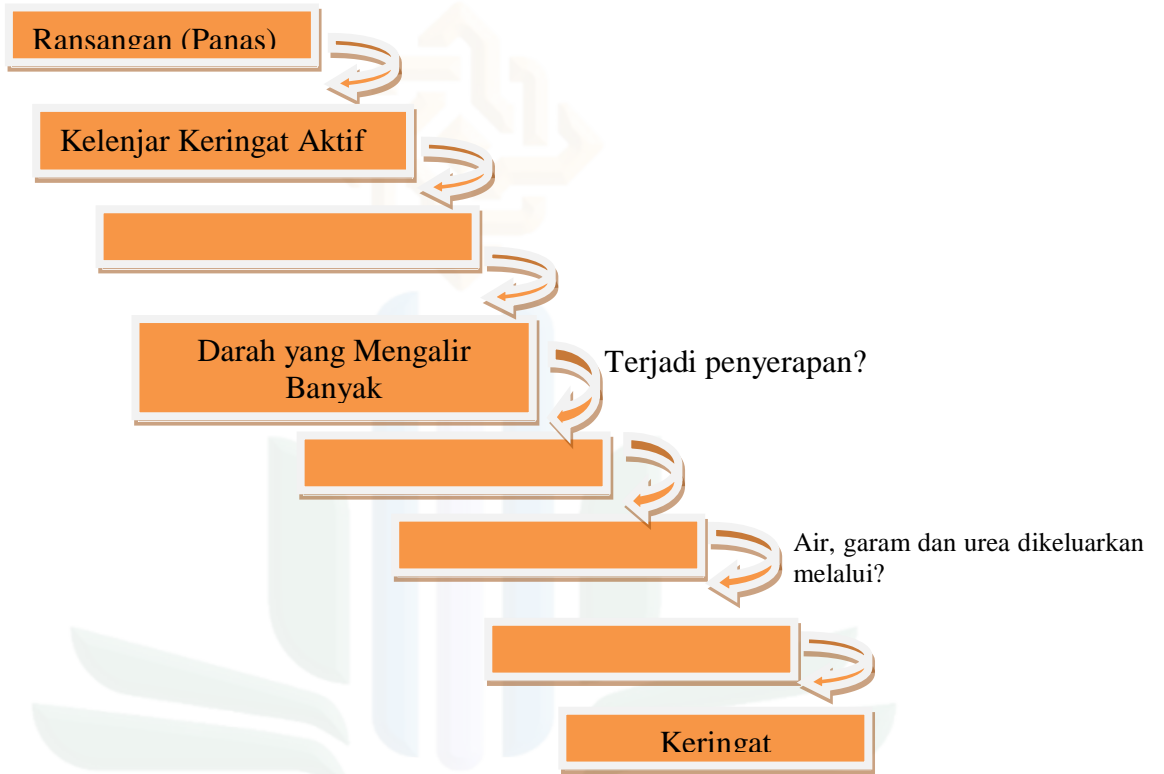 Ransangan (Panas)
Kelenjar Keringat Aktif
Darah yang Mengalir
Banyak
Terjadi penyerapan?
Air, garam dan urea dikeluarkan
melalui?
Keringat